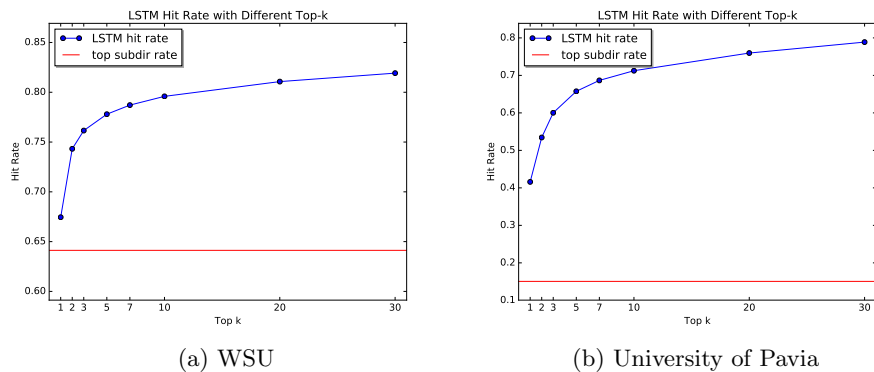 LSTM Hit Rate with Different Top-k
LSTM hit rate
top subdir rate
Hit Rate
0.85
0.80
0.75
0.70
0.65
0.60
1 2 3 5 7 10 20 30
Top k
(a) WSU
LSTM Hit Rate with Different Top-k
LSTM hit rate
top subdir rate
Hit Rate
0.8
0.7
0.6
0.5
0.4
0.3
0.2
0.1
1 2 3 5 7 10 20 30
Top k
(b) University of Pavia